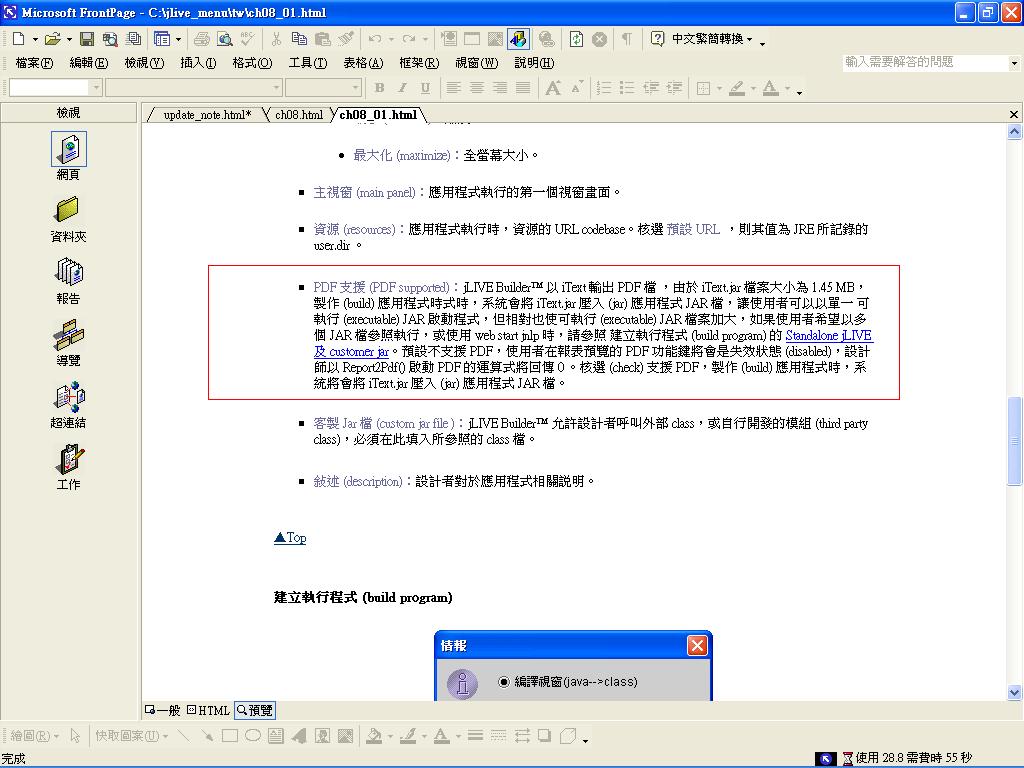 Microsoft FrontPage - C:\jlive_menu\tw\ch08_01.html
中文繁簡轉換
檔案(F) 編輯(E) 檢視(V) 插入(I) 格式(O) 工具(T) 表格(A) 框架(R) 視窗(W) 說明(H) 輸入需要解答的問題
B I U A A A
檢視
update_note.html* ch08.html ch08_01.html
網頁
資料夾
報告
導覽
超連結
工作
最大化 (maximize)：全螢幕大小。
主視窗 (main panel)：應用程式執行的第一個視窗畫面。
資源 (resources)：應用程式執行時，資源的 URL codebase。核選 預設 URL ，則其值為 JRE 所記錄的
user.dir 。
PDF 支援 (PDF supported)：jLIVE Builder™ 以 iText 輸出 PDF 檔 ，由於 iText.jar 檔案大小為 1.45 MB，
製作 (build) 應用程式時式時，系統會將 iText.jar 壓入 (jar) 應用程式 JAR 檔，讓使用者可以以單一 可
執行 (executable) JAR 啟動程式，但相對也使可執行 (executable) JAR 檔案加大，如果使用者希望以多
個 JAR 檔參照執行，或使用 web start jnlp 時，請參照 建立執行程式 (build program) 的 Standalone jLIVE
及 customer jar。預設不支援 PDF，使用者在報表預覽的 PDF 功能鍵將會是失效狀態 (disabled)，設計
師以 Report2Pdf() 啟動 PDF 的運算式將回傳 0。核選 (check) 支援 PDF，製作 (build) 應用程式時，系
統將會將 iText.jar 壓入 (jar) 應用程式 JAR 檔。
客製 Jar 檔 (custom jar file )：jLIVE Builder™ 允許設計者呼叫外部 class，或自行開發的模組 (third party
class)，必須在此填入所參照的 class 檔。
敘述 (description)：設計者對於應用程式相關說明。
▲Top
建立執行程式 (build program)
情報
編譯視窗(java-->class)
一般 HTML 預覽
繪圖(R) 快取圖案(U) A
完成 使用 28.8 需費時 55 秒